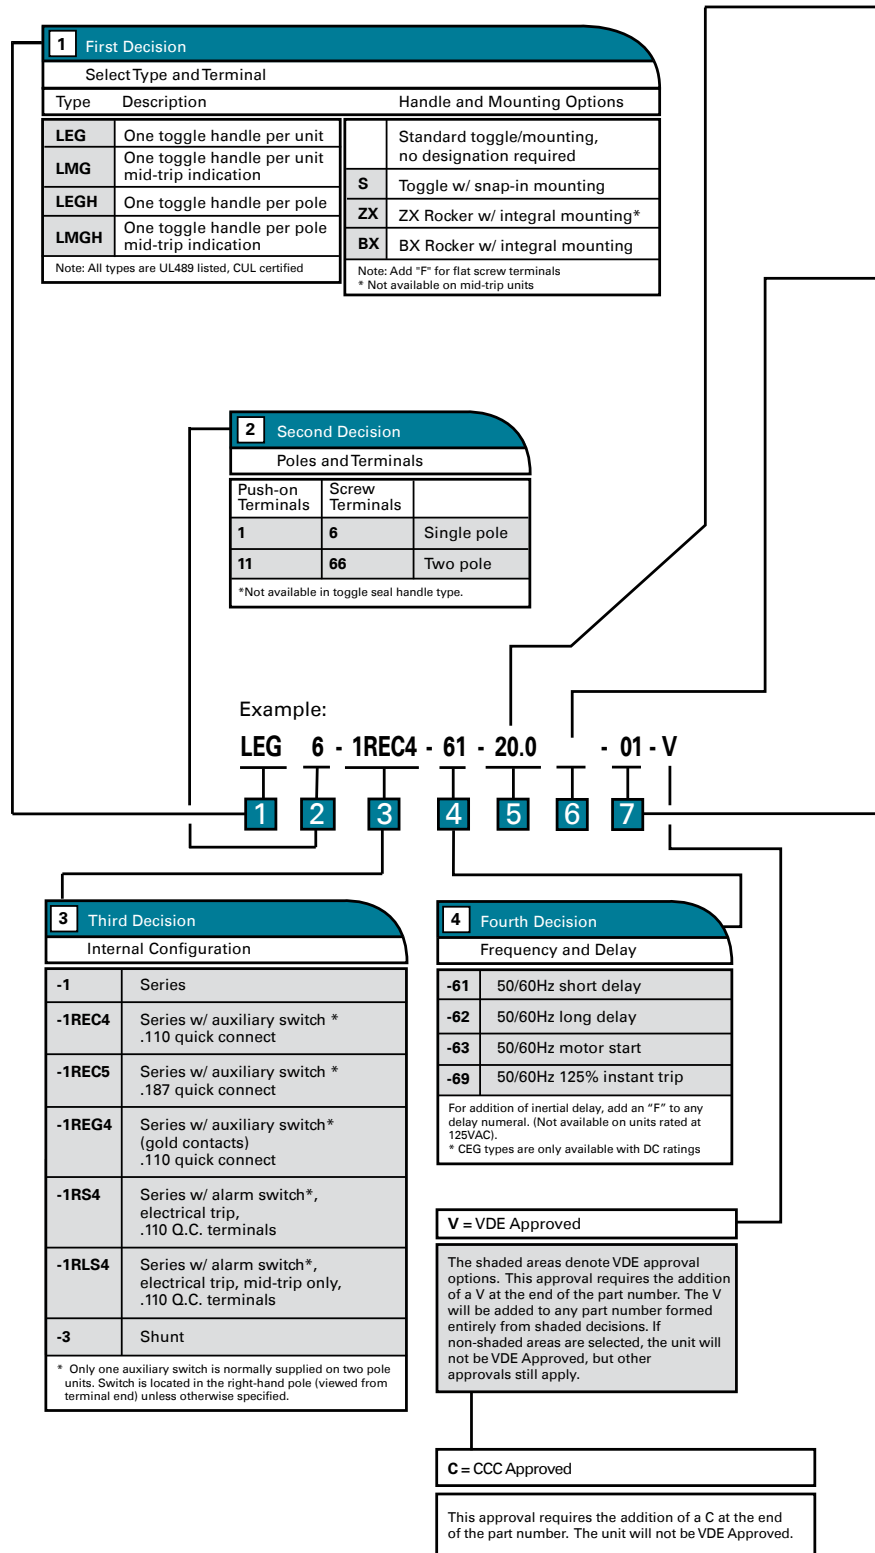 1 First Decision
Select Type and Terminal
Type Description Handle and Mounting Options
LEG One toggle handle per unit
LMG One toggle handle per unit
mid-trip indication
LEGH One toggle handle per pole
LMGH One toggle handle per pole
mid-trip indication
Note: All types are UL489 listed, CUL certified
Standard toggle/mounting,
no designation required
S Toggle w/ snap-in mounting
ZX ZX Rocker w/ integral mounting*
BX BX Rocker w/ integral mounting
Note: Add "F" for flat screw terminals
* Not available on mid-trip units
2 Second Decision
Poles and Terminals
Push-on
Terminals
Screw
Terminals
1 6 Single pole
11 66 Two pole
*Not available in toggle seal handle type.
Example:
LEG 6 - 1REC4 - 61 - 20.0 - 01 - V
1 2 3 4 5 6 7
3 Third Decision
Internal Configuration
-1 Series
-1REC4 Series w/ auxiliary switch *
.110 quick connect
-1REC5 Series w/ auxiliary switch *
.187 quick connect
-1REG4 Series w/ auxiliary switch*
(gold contacts)
.110 quick connect
-1RS4 Series w/ alarm switch*,
electrical trip,
.110 Q.C. terminals
-1RLS4 Series w/ alarm switch*,
electrical trip, mid-trip only,
.110 Q.C. terminals
-3 Shunt
* Only one auxiliary switch is normally supplied on two pole
units. Switch is located in the right-hand pole (viewed from
terminal end) unless otherwise specified.
4 Fourth Decision
Frequency and Delay
-61 50/60Hz short delay
-62 50/60Hz long delay
-63 50/60Hz motor start
-69 50/60Hz 125% instant trip
For addition of inertial delay, add an “F” to any
delay numeral. (Not available on units rated at
125VAC).
* CEG types are only available with DC ratings
V = VDE Approved
The shaded areas denote VDE approval
options. This approval requires the addition
of a V at the end of the part number. The V
will be added to any part number formed
entirely from shaded decisions. If
non-shaded areas are selected, the unit will
not be VDE Approved, but other
approvals still apply.
C = CCC Approved
This approval requires the addition of a C at the end
of the part number. The unit will not be VDE Approved.